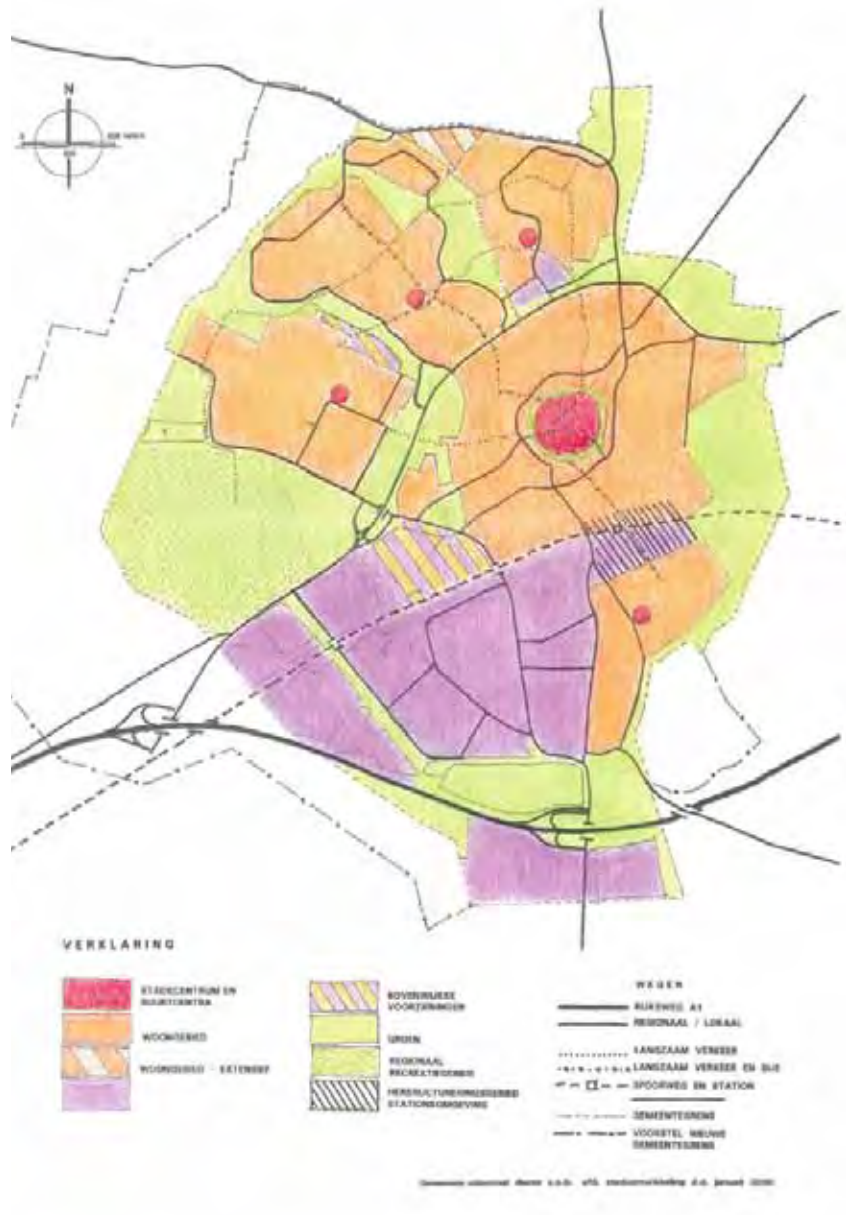 N
VERKLARING
STADSCENTRUM EN
BUURTCENTRA
WOONGEBIED
WOONGEBIED - EXTENSIEF
BOVENWIJKSE
VOORZIENINGEN
GROEN
REGIONAAL
RECREATIEGEBIED
HERSTRUCTURERINGSGEBIED
STATIONSOMGEVING
WEGEN
RIJKSWEG A1
REGIONAAL / LOKAAL
LANGZAAM VERKEER
LANGZAAM VERKEER EN BUS
SPOORWEG EN STATION
GEMEENTEGRENS
VOORSTEL NIEUWE
GEMEENTEGRENS